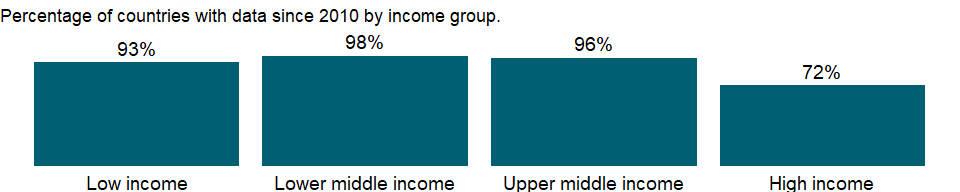 Percentage of countries with data since 2010 by income group.
93%
98%
96%
72%
Low income
Lower middle income
Upper middle income
High income